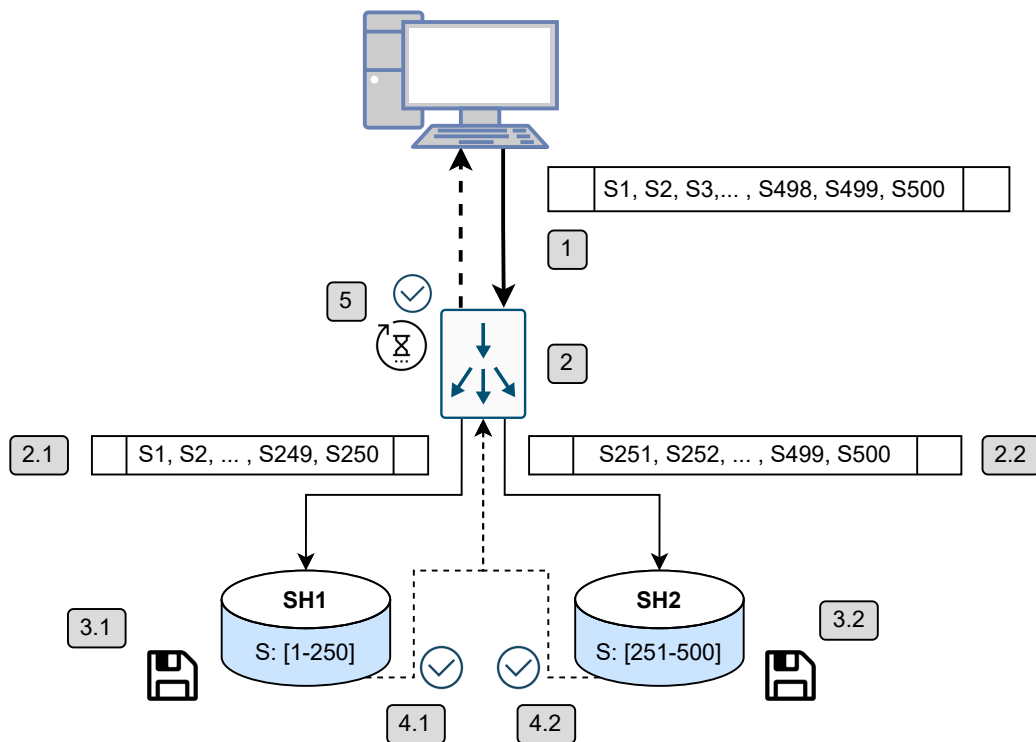 S1, S2, S3,... , S498, S499, S500
1
5
2
2.1
S1, S2, ... , S249, S250
S251, S252, ... , S499, S500
2.2
SH1
SH2
3.1
S: [1-250]
S: [251-500]
3.2
4.1
4.2